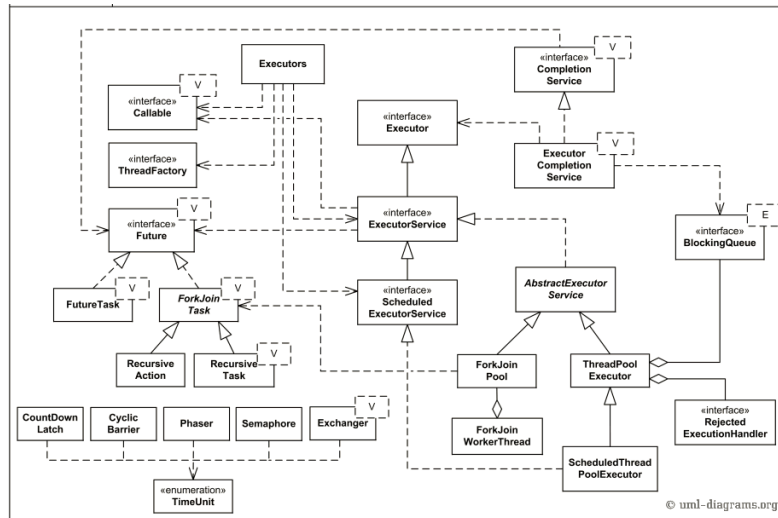 V
«interface»
Completion
Service
Executors
V
«interface»
Callable
«interface»
Executor
V
Executor
Completion
Service
«interface»
ThreadFactory
V
«interface»
Future
«interface»
ExecutorService
E
«interface»
BlockingQueue
V
FutureTask
V
ForkJoin
Task
«interface»
Scheduled
ExecutorService
AbstractExecutor
Service
Recursive
Action
V
Recursive
Task
ForkJoin
Pool
ThreadPool
Executor
CountDown
Latch
Cyclic
Barrier
Phaser
Semaphore
V
Exchanger
ForkJoin
WorkerThread
«interface»
Rejected
ExecutionHandler
ScheduledThread
PoolExecutor
«enumeration»
TimeUnit
© uml-diagrams.org